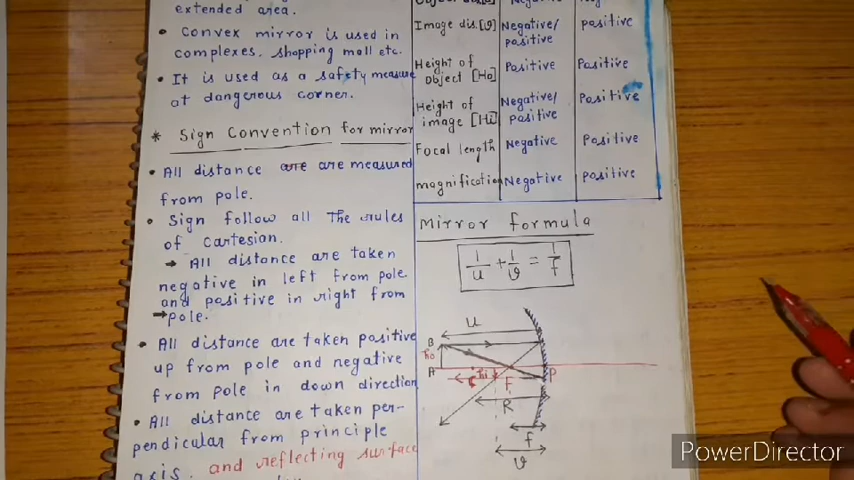 extended area.
• Convex mirror is used in
complexes, shopping mall etc.
• It is used as a safety measure
at dangerous corner.
* Sign Convention for mirror
• All distance are are measured
from pole.
• Sign follow all The rules
of Cartesian.
→ All distance are taken
negative in left from pole
and positive in right from
→ pole.
• All distance are taken positive
up from pole and negative
from pole in down direction
• All distance are taken per-
pendicular from principle
axis. and reflecting surface
Image dis.[v] Negative/ positive
positive
Height of Positive Positive
object [Ho]
Height of Negative/ Positive
image [Hi] positive
Focal length Negative Positive
magnification Negative Positive
Mirror formula
1/u + 1/v = 1/f
u
B
ho
A hi F P
C
R
f
v
PowerDirector